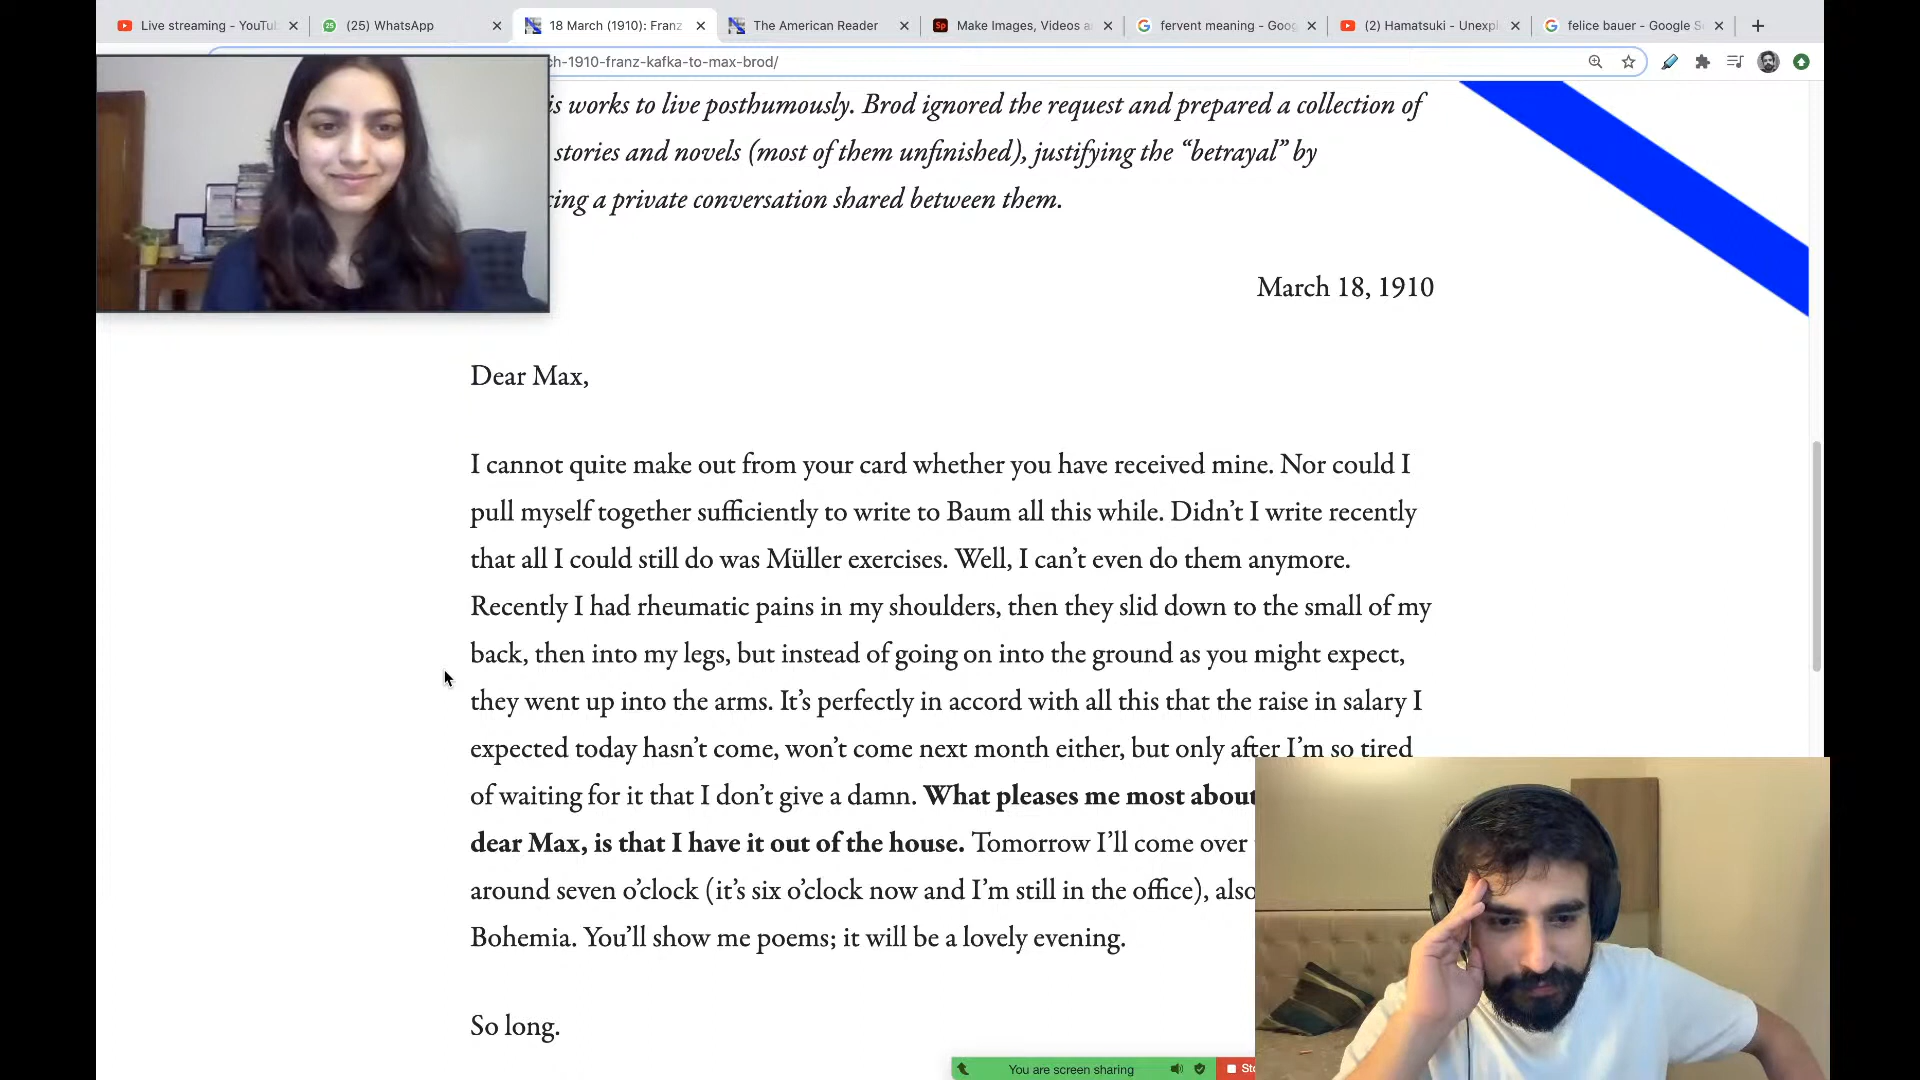 Live streaming - YouTu
(25) WhatsApp
18 March (1910): Franz
The American Reader
Make Images, Videos a
fervent meaning - Goog
(2) Hamatsuki - Unexpl
felice bauer - Google S
ch-1910-franz-kafka-to-max-brod/
is works to live posthumously. Brod ignored the request and prepared a collection of
stories and novels (most of them unfinished), justifying the “betrayal” by
cing a private conversation shared between them.
March 18, 1910
Dear Max,
I cannot quite make out from your card whether you have received mine. Nor could I
pull myself together sufficiently to write to Baum all this while. Didn’t I write recently
that all I could still do was Müller exercises. Well, I can’t even do them anymore.
Recently I had rheumatic pains in my shoulders, then they slid down to the small of my
back, then into my legs, but instead of going on into the ground as you might expect,
they went up into the arms. It’s perfectly in accord with all this that the raise in salary I
expected today hasn’t come, won’t come next month either, but only after I’m so tired
of waiting for it that I don’t give a damn. What pleases me most about
dear Max, is that I have it out of the house. Tomorrow I’ll come over
around seven o’clock (it’s six o’clock now and I’m still in the office), also
Bohemia. You’ll show me poems; it will be a lovely evening.
So long.
You are screen sharing
Sto